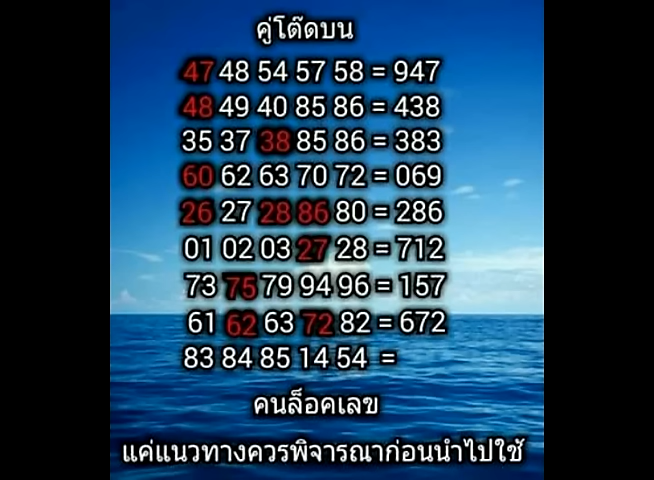 คู่โต๊ดบน
47 48 54 57 58 = 947
48 49 40 85 86 = 438
35 37 38 85 86 = 383
60 62 63 70 72 = 069
26 27 28 86 80 = 286
01 02 03 27 28 = 712
73 75 79 94 96 = 157
61 62 63 72 82 = 672
83 84 85 14 54 =
คนล็อคเลข
แค่แนวทางควรพิจารณาก่อนนำไปใช้